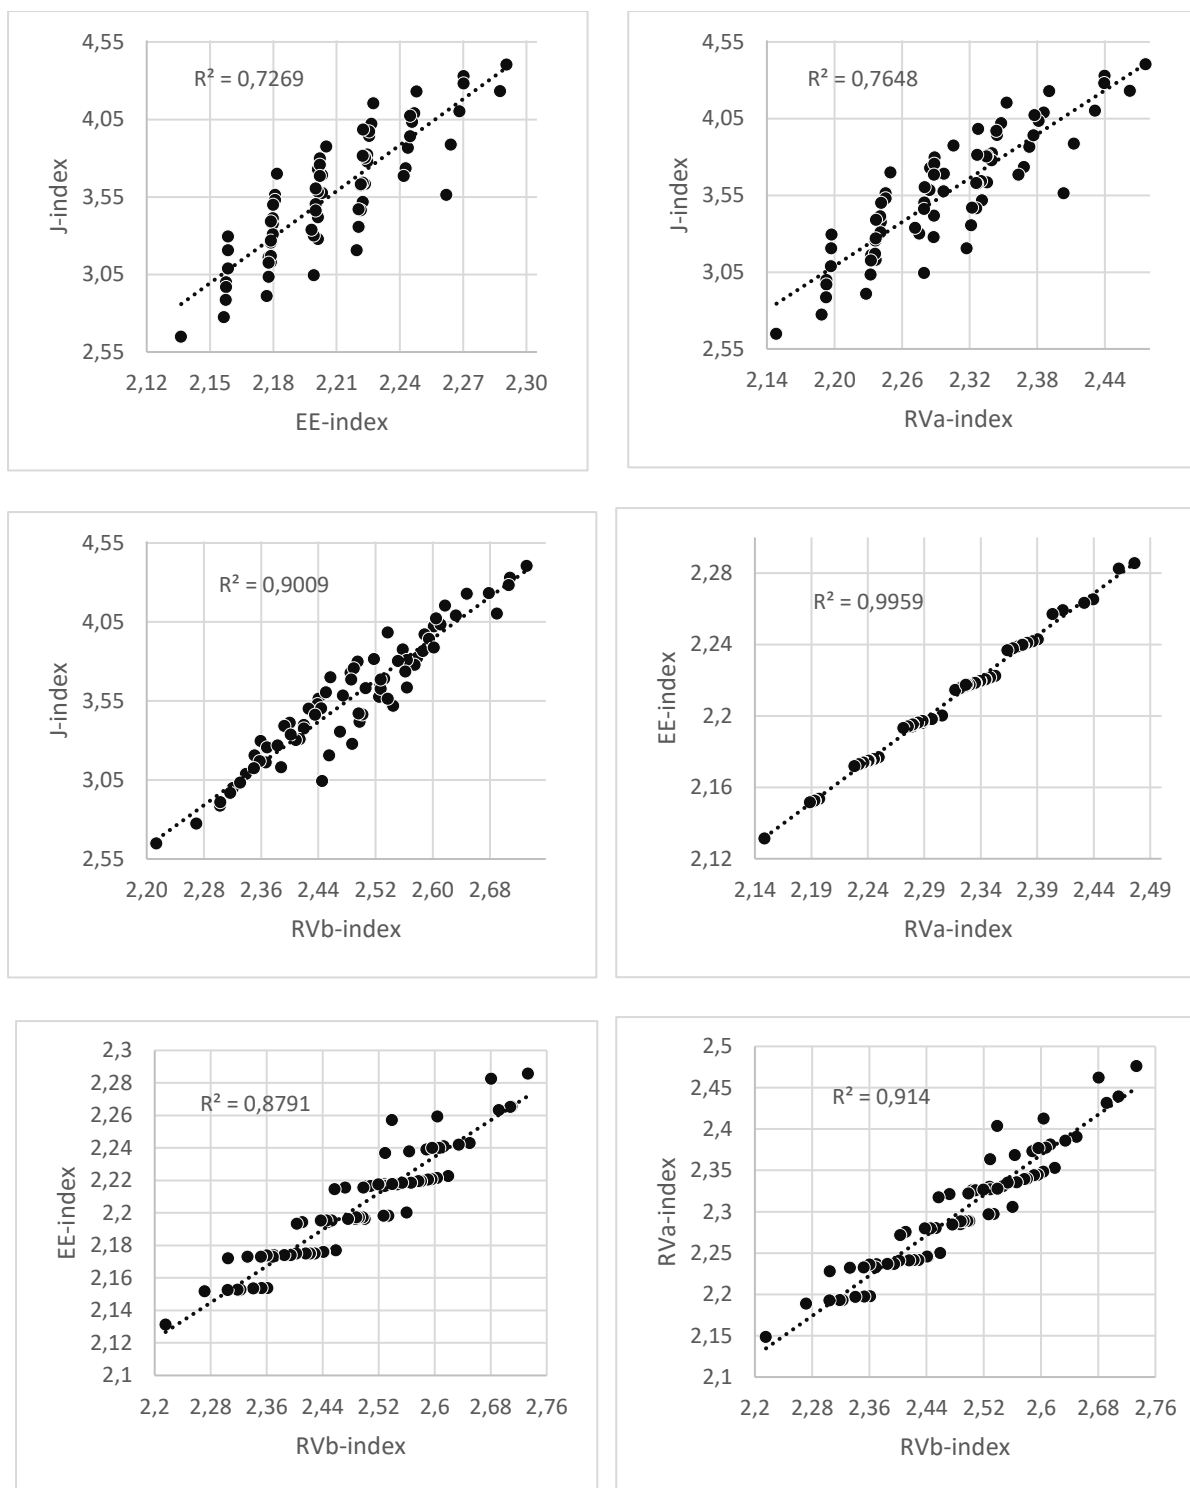 4,55
4,05
3,55
3,05
2,55
J-index
R² = 0,7269
2,12 2,15 2,18 2,21 2,24 2,27 2,30
EE-index
4,55
4,05
3,55
3,05
2,55
J-index
R² = 0,7648
2,14 2,20 2,26 2,32 2,38 2,44
RVa-index
4,55
4,05
3,55
3,05
2,55
J-index
R² = 0,9009
2,20 2,28 2,36 2,44 2,52 2,60 2,68
RVb-index
2,28
2,24
2,2
2,16
2,12
EE-index
R² = 0,9959
2,14 2,19 2,24 2,29 2,34 2,39 2,44 2,49
RVa-index
2,3
2,28
2,26
2,24
2,22
2,2
2,18
2,16
2,14
2,12
2,1
EE-index
R² = 0,8791
2,2 2,28 2,36 2,44 2,52 2,6 2,68 2,76
RVb-index
2,5
2,45
2,4
2,35
2,3
2,25
2,2
2,15
2,1
RVa-index
R² = 0,914
2,2 2,28 2,36 2,44 2,52 2,6 2,68 2,76
RVb-index